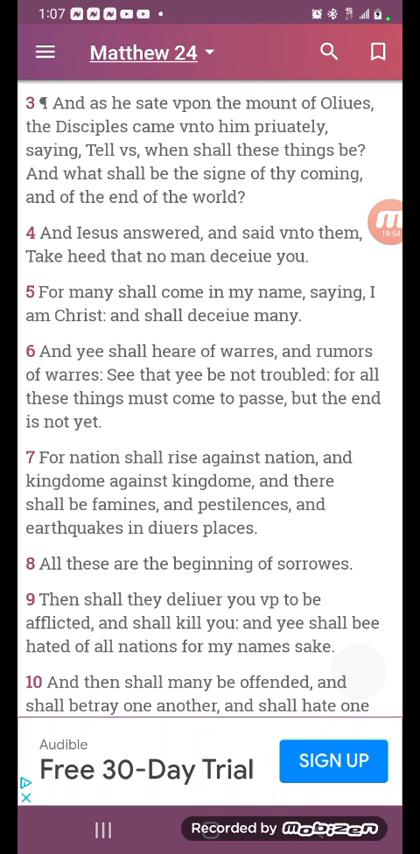 1:07
Matthew 24
3 ¶ And as he sate vpon the mount of Oliues,
the Disciples came vnto him priuately,
saying, Tell vs, when shall these things be?
And what shall be the signe of thy coming,
and of the end of the world?
4 And Iesus answered, and said vnto them,
Take heed that no man deceiue you.
19:54
5 For many shall come in my name, saying, I
am Christ: and shall deceiue many.
6 And yee shall heare of warres, and rumors
of warres: See that yee be not troubled: for all
these things must come to passe, but the end
is not yet.
7 For nation shall rise against nation, and
kingdome against kingdome, and there
shall be famines, and pestilences, and
earthquakes in diuers places.
8 All these are the beginning of sorrowes.
9 Then shall they deliuer you vp to be
afflicted, and shall kill you: and yee shall bee
hated of all nations for my names sake.
10 And then shall many be offended, and
shall betray one another, and shall hate one
Audible
Free 30-Day Trial
SIGN UP
Recorded by mobizen